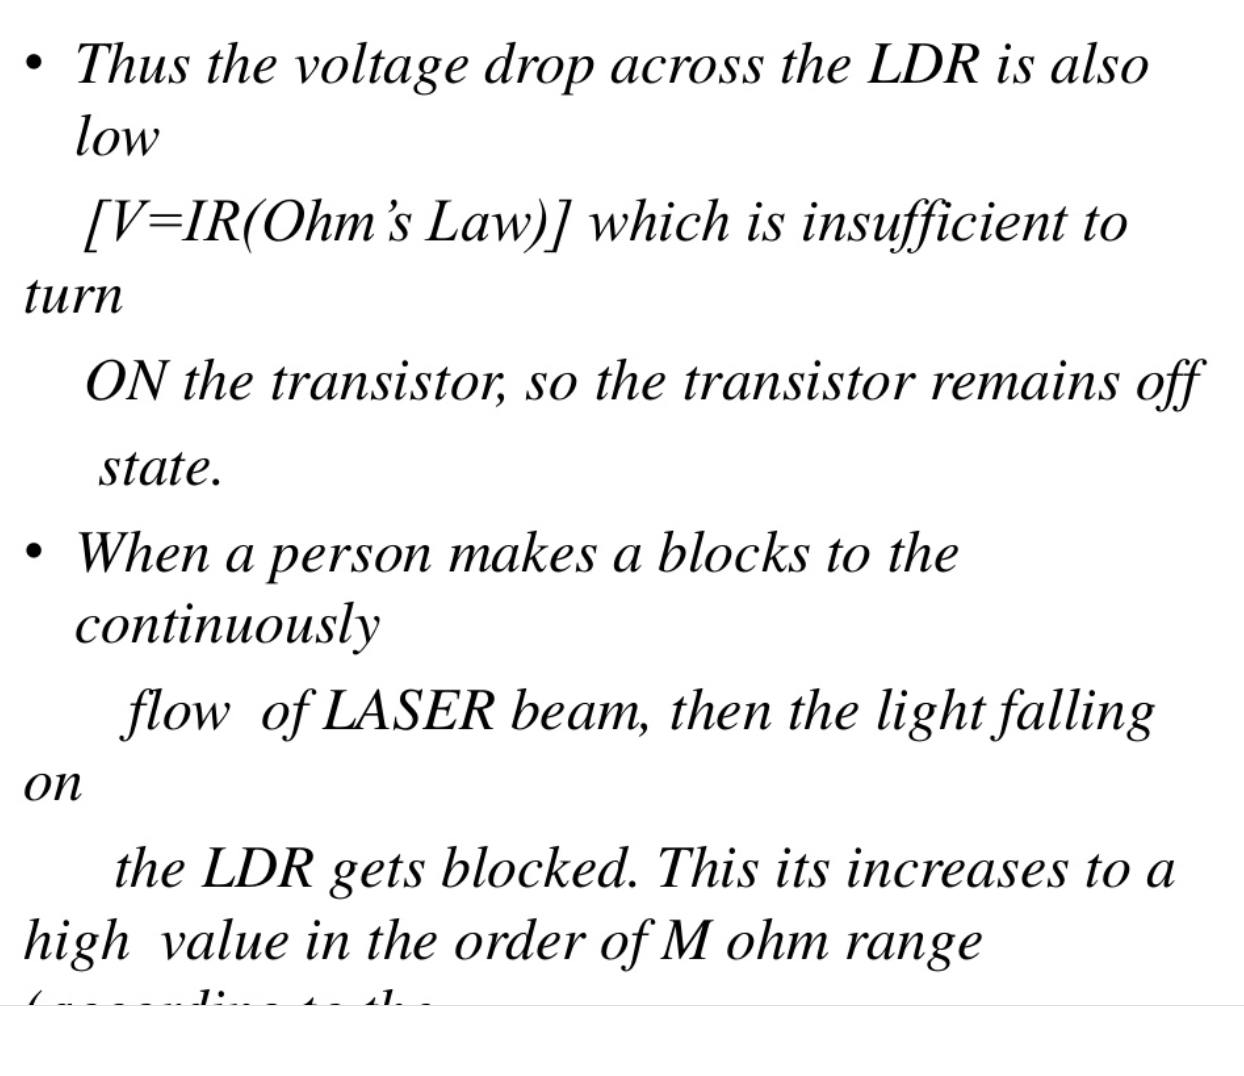 • Thus the voltage drop across the LDR is also
low
[V=IR(Ohm’s Law)] which is insufficient to
turn
ON the transistor, so the transistor remains off
state.
• When a person makes a blocks to the
continuously
flow of LASER beam, then the light falling
on
the LDR gets blocked. This its increases to a
high value in the order of M ohm range
(according to the